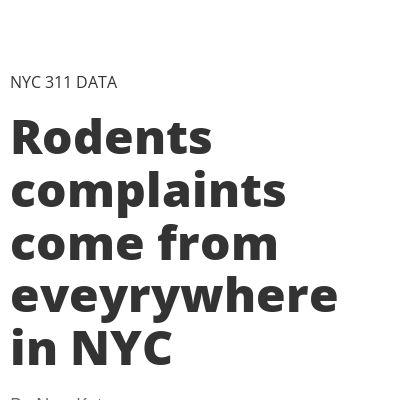 NYC 311 DATA
Rodents
complaints
come from
eveyrywhere
in NYC